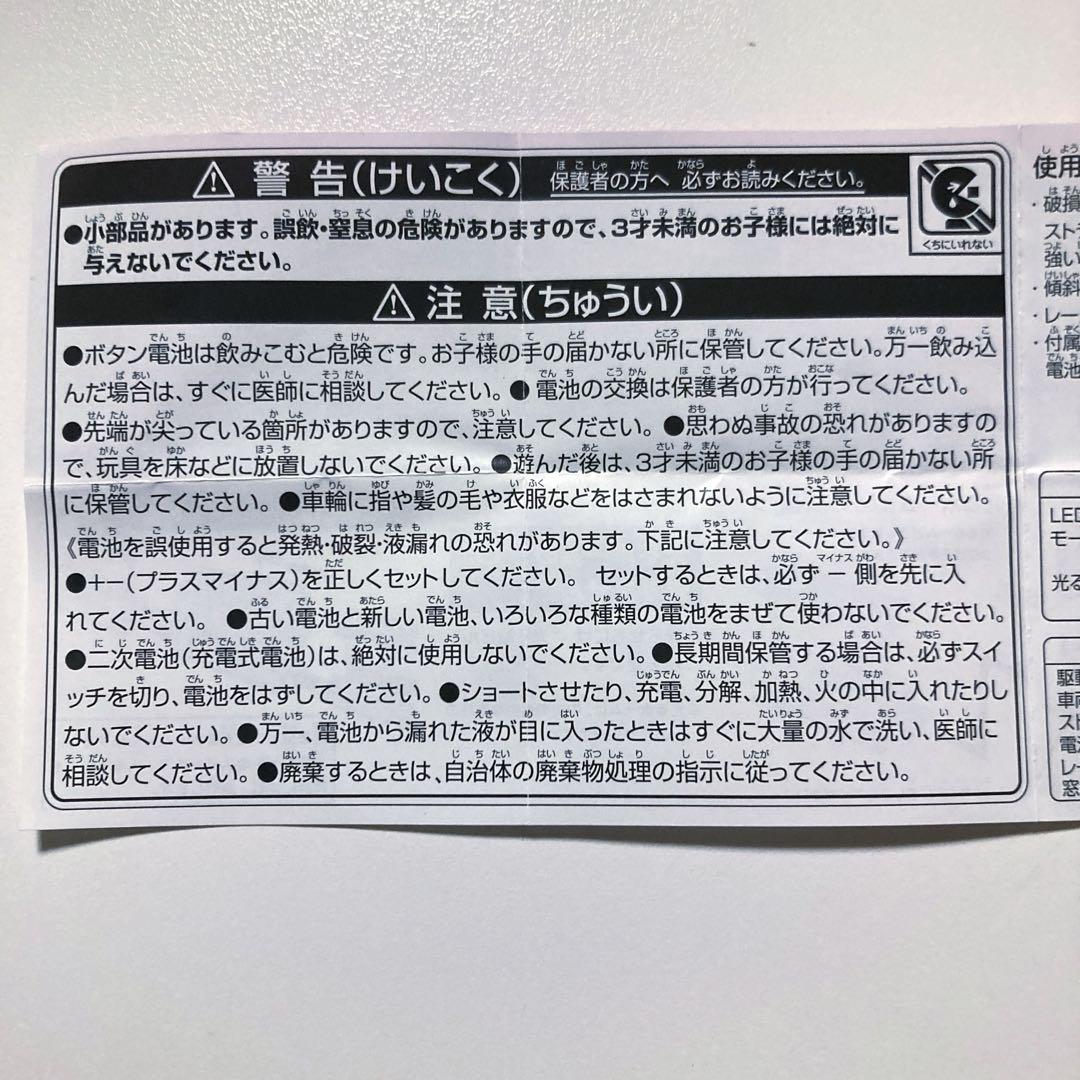 ⚠ 警告(けいこく) 保護者の方へ 必ずお読みください。
くちにいれない
●小部品があります。誤飲・窒息の危険がありますので、3才未満のお子様には絶対に
与えないでください。
⚠ 注意(ちゅうい)
●ボタン電池は飲みこむと危険です。お子様の手の届かない所に保管してください。万一飲み込
んだ場合は、すぐに医師に相談してください。●電池の交換は保護者の方が行ってください。
●先端が尖っている箇所がありますので、注意してください。●思わぬ事故の恐れがありますの
で、玩具を床などに放置しないでください。●遊んだ後は、3才未満のお子様の手の届かない所
に保管してください。●車輪に指や髪の毛や衣服などをはさまれないように注意してください。
《電池を誤使用すると発熱・破裂・液漏れの恐れがあります。下記に注意してください。》
●+−(プラスマイナス)を正しくセットしてください。 セットするときは、必ず − 側を先に入
れてください。 ●古い電池と新しい電池、いろいろな種類の電池をまぜて使わないでください。
●二次電池(充電式電池)は、絶対に使用しないでください。●長期間保管する場合は、必ずスイ
ッチを切り、電池をはずしてください。●ショートさせたり、充電、分解、加熱、火の中に入れたりし
ないでください。●万一、電池から漏れた液が目に入ったときはすぐに大量の水で洗い、医師に
相談してください。●廃棄するときは、自治体の廃棄物処理の指示に従ってください。
使用
・破損
スト
強い
・傾斜
・レー
・付属
電池
LED
モー
光る
駆動
車両
スト
電池
レー
窓